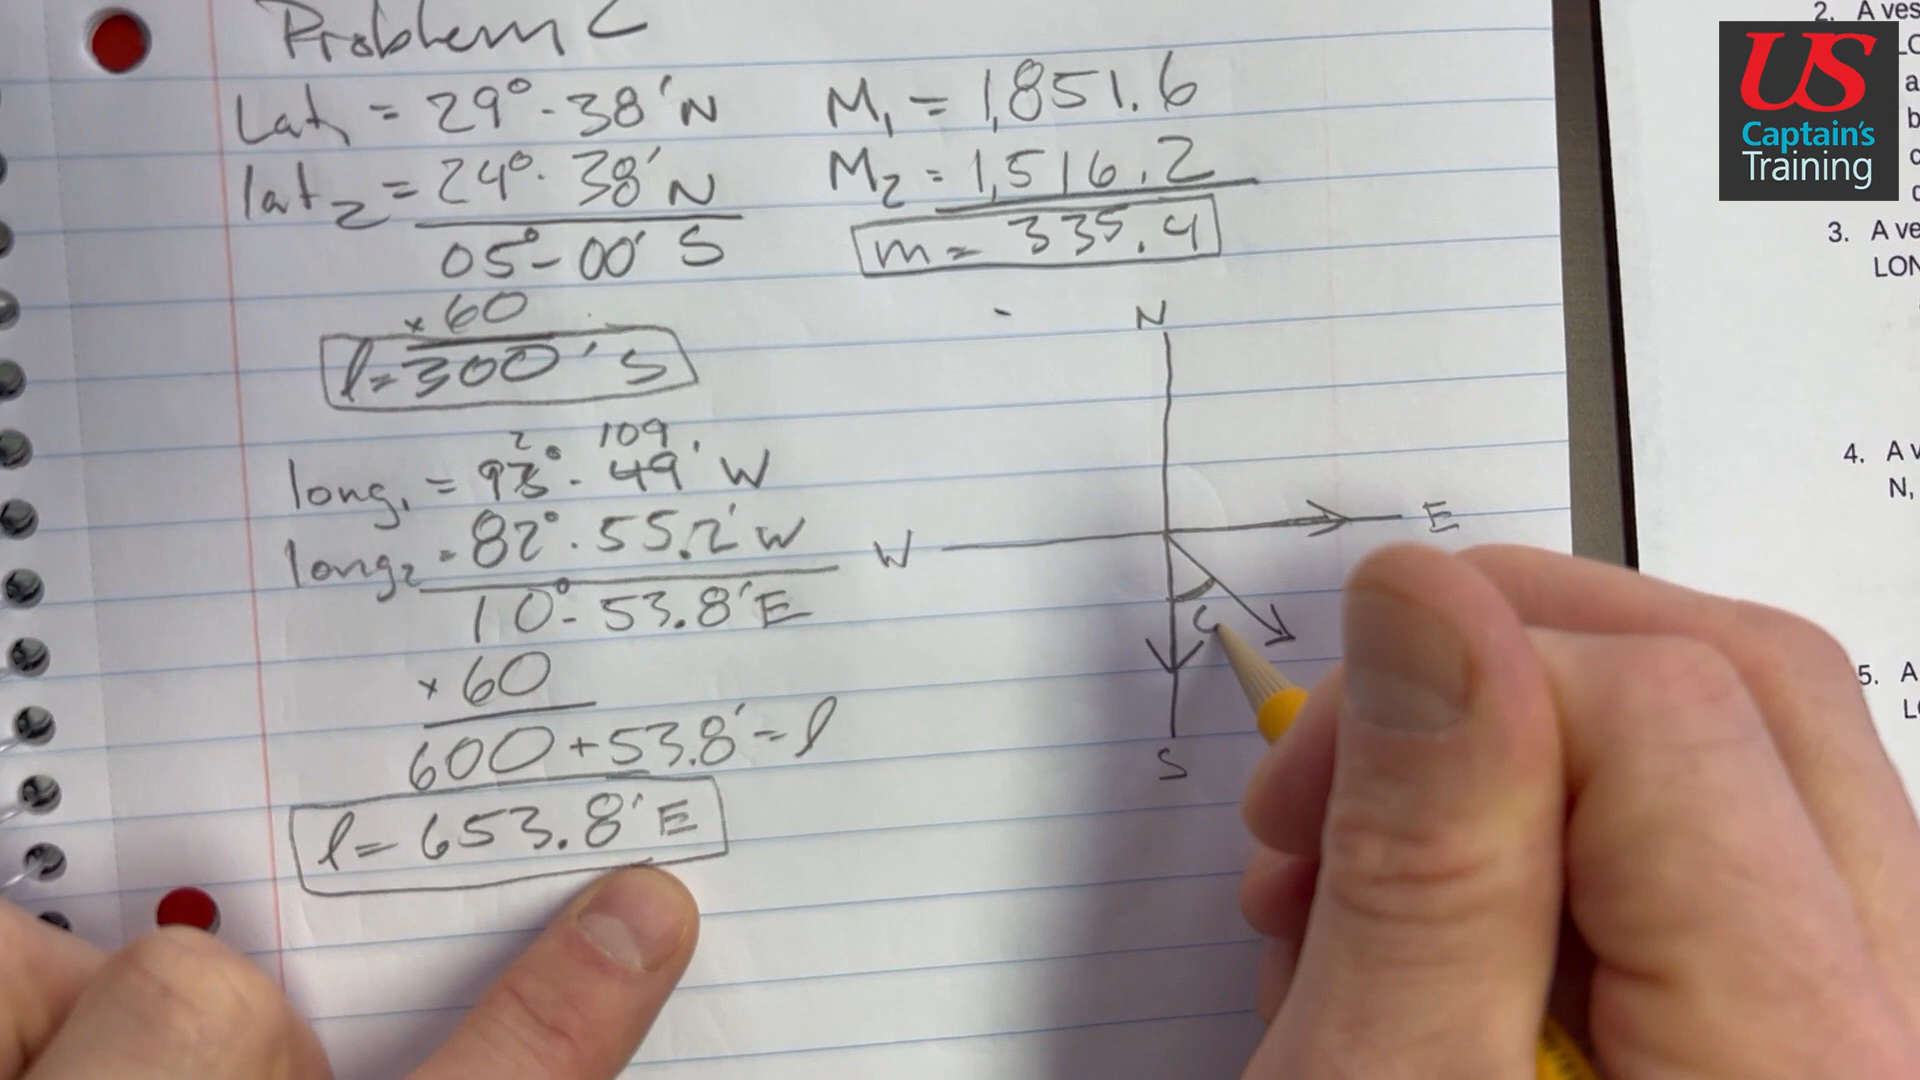 Problem C
Lat₁ = 29° - 38' N
lat₂ = 24° - 38' N
05° - 00' S
x 60
l = 300' S
M₁ = 1,851.6
M₂ = 1,516.2
m = 335.4
2 109
long₁ = 93° - 49' W
long₂ = 82° - 55.2' W
10° - 53.8' E
x 60
600 + 53.8' = l
l = 653.8' E
N
W
E
C
S
US
Captain's
Training
2. A ves
LO
a
b
c
3. A ve
LON
4. A v
N,
5. A
LO